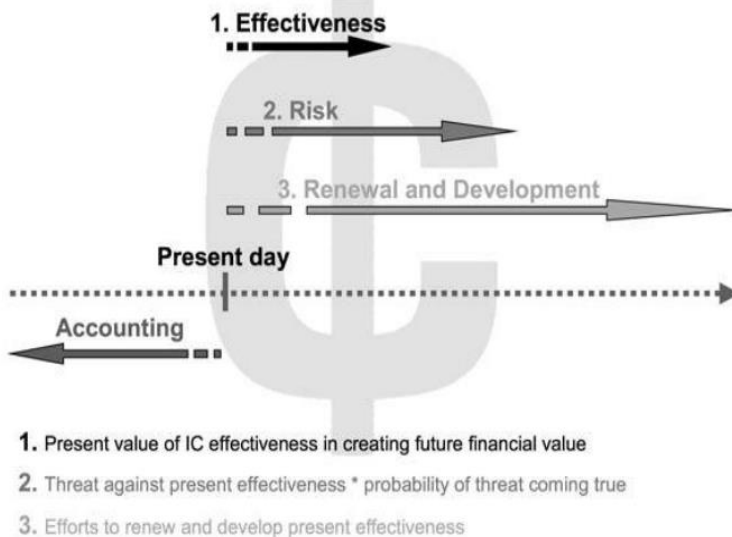 1. Effectiveness
2. Risk
3. Renewal and Development
Present day
Accounting
1. Present value of IC effectiveness in creating future financial value
2. Threat against present effectiveness * probability of threat coming true
3. Efforts to renew and develop present effectiveness